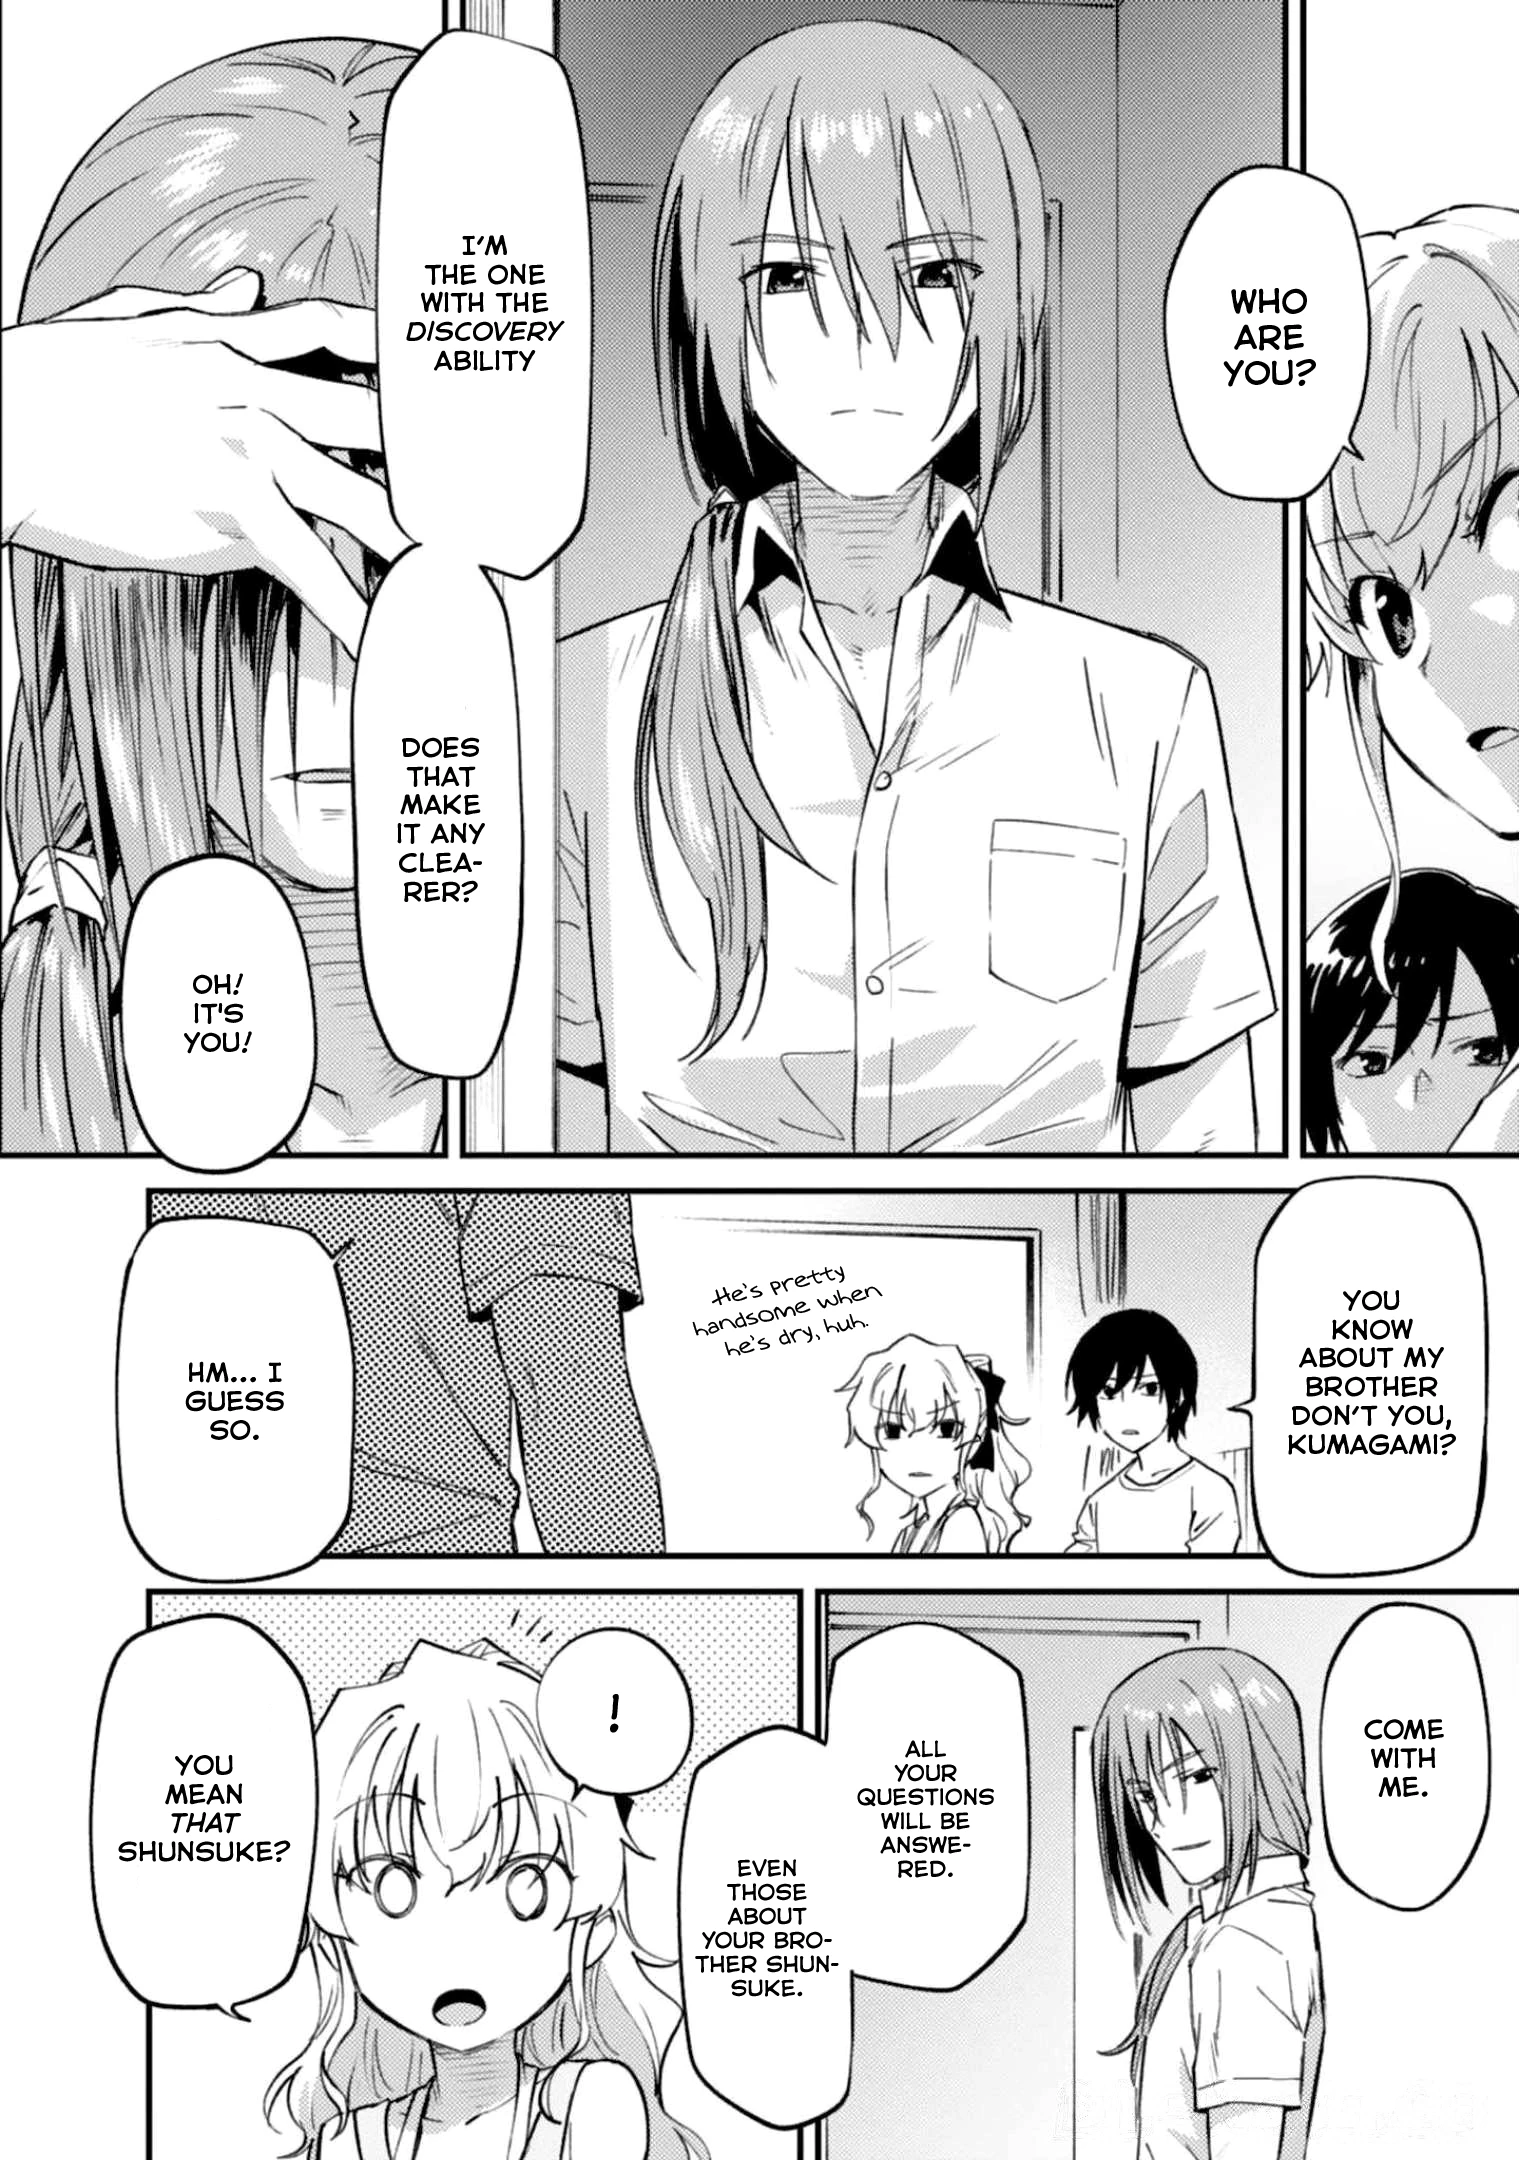 WHO
ARE
YOU?
I'M
THE ONE
WITH THE
DISCOVERY
ABILITY
DOES
THAT
MAKE
IT ANY
CLEA-
RER?
OH!
IT'S
YOU!
YOU
KNOW
ABOUT MY
BROTHER
DON'T YOU,
KUMAGAMI?
He's pretty
handsome when
he's dry, huh.
HM... I
GUESS
SO.
COME
WITH
ME.
ALL
YOUR
QUESTIONS
WILL BE
ANSWE-
RED.
EVEN
THOSE
ABOUT
YOUR BRO-
THER SHUN-
SUKE.
!
YOU
MEAN
THAT
SHUNSUKE?